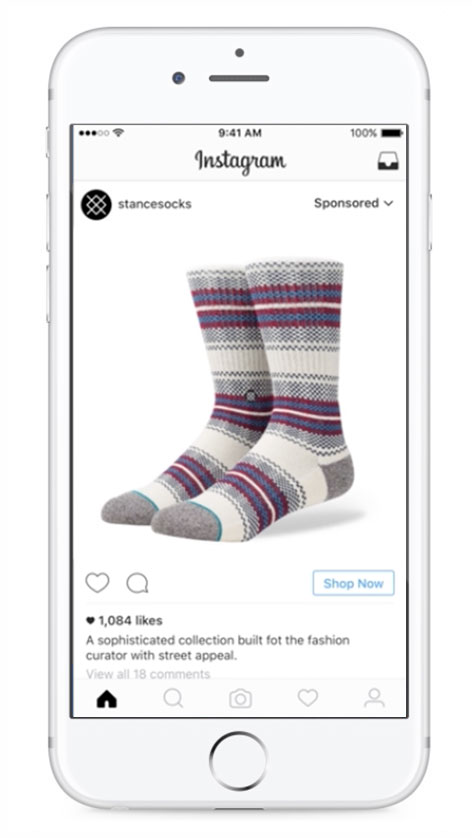 9:41 AM
100%
Instagram
stancesocks
Sponsored
Shop Now
1,084 likes
A sophisticated collection built fot the fashion
curator with street appeal.
View all 18 comments